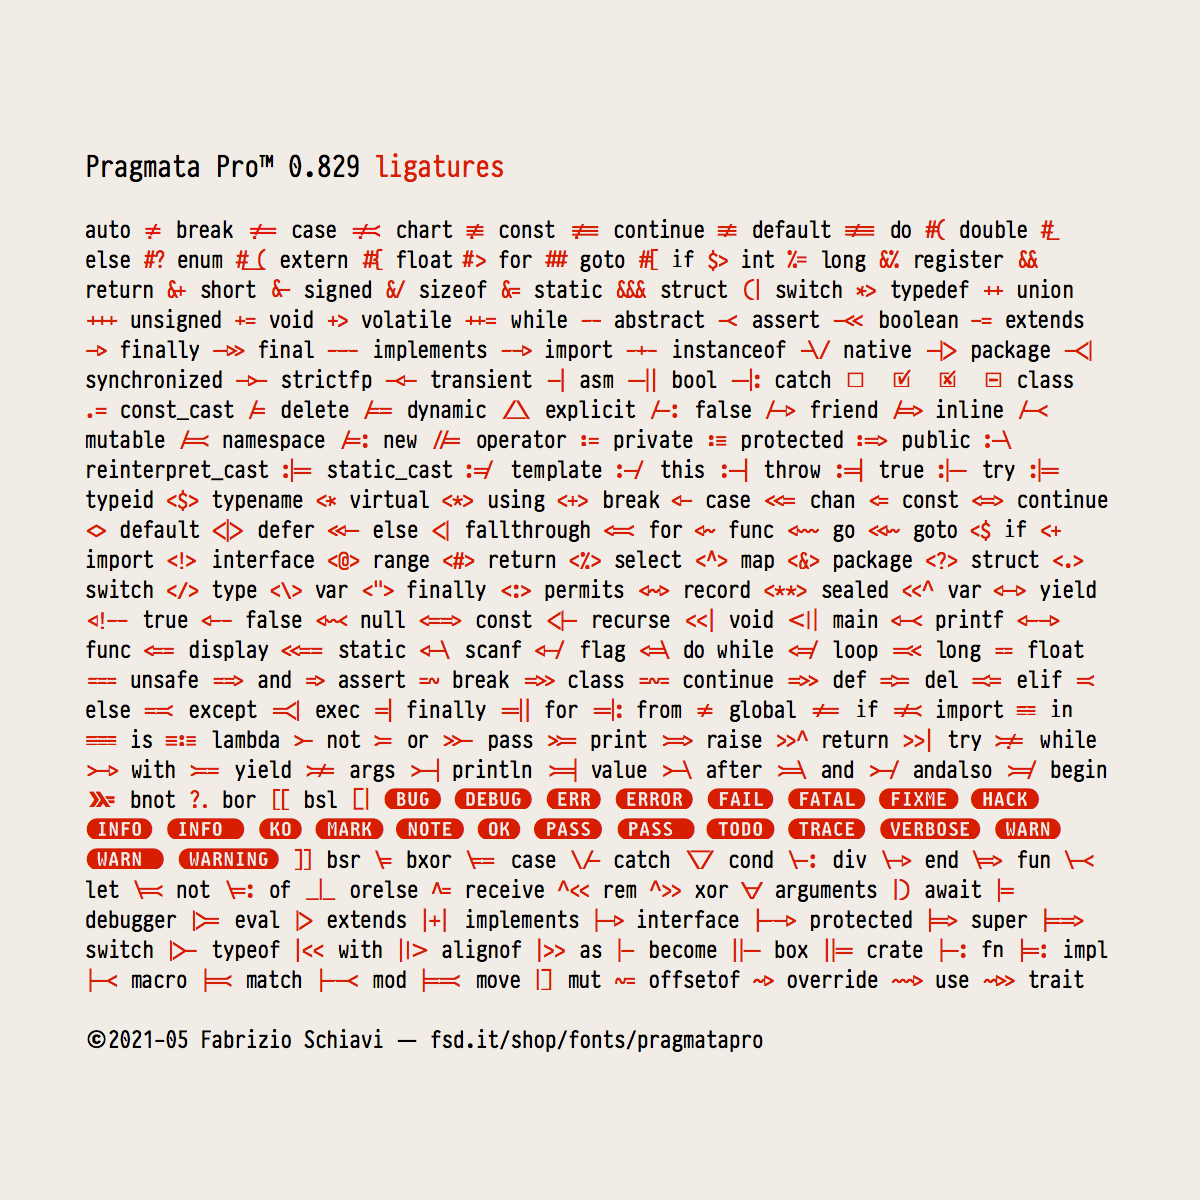 Pragmata Pro™ 0.829 ligatures
auto != break !== case !=< chart !≡ const !≡≡ continue !== default !=== do #( double #_
else #? enum #_( extern #{ float #> for ## goto #[ if $> int %= long &% register &&
return &+ short &- signed &/ sizeof &= static &&& struct (| switch *> typedef ++ union
+++ unsigned += void +> volatile ++= while -- abstract -< assert -<< boolean -= extends
-> finally ->> final --- implements --> import -+- instanceof -\/ native -|> package -<|
synchronized ->- strictfp -<- transient -| asm -|| bool -|: catch ☐ ☑ ☒ ⊟ class
.= const_cast /= delete /== dynamic /\ explicit /-: false /-> friend /=> inline /-<
mutable /=< namespace /=: new //= operator := private :≡ protected :=> public :-\
reinterpret_cast :|= static_cast :=/ template :-/ this :-| throw :=| true :|- try :|=
typeid <$> typename <* virtual <*> using <+> break <- case <<= chan <= const <=> continue
<> default <|> defer <<- else <| fallthrough <=< for <~ func <~~ go <<~ goto <$ if <+
import <!> interface <@> range <#> return <%> select <^> map <&> package <?> struct <.>
switch </> type <\> var <"> finally <:> permits <~> record <**> sealed <<^ var <-> yield
<!-- true <-- false <~< null <==> const <|- recurse <<| void <|| main <-< printf <-->
func <== display <<== static <-\ scanf <-/ flag <=\ do while <=/ loop =<< long == float
=== unsafe ==> and => assert =~ break =>> class =~= continue =>> def =>= del =<= elif =<
else ==< except =<| exec =| finally =|| for =|: from =/= global =/== if =/=< import ≡≡ in
≡≡≡ is ≡:≡ lambda >- not >= or >>- pass >>= print >=> raise >>^ return >>| try >!= while
>-> with >== yield >/= args >-| println >=| value >-\ after >=\ and >-/ andalso >=/ begin
>>= bnot ?. bor [[ bsl [| BUG DEBUG ERR ERROR FAIL FATAL FIXME HACK
INFO INFO KO MARK NOTE OK PASS PASS TODO TRACE VERBOSE WARN
WARN WARNING ]] bsr \= bxor \== case \/- catch \/ cond \-: div \-> end \=> fun \-<
let \=< not \=: of _|_ orelse ^= receive ^<< rem ^>> xor ∀ arguments |) await |=
debugger |>= eval |> extends |+| implements |-> interface |--> protected |=> super |==>
switch |>- typeof |<< with ||> alignof |>> as |- become ||- box ||= crate |-: fn |=: impl
|-< macro |=< match |--< mod |==< move |] mut ~= offsetof ~> override ~~> use ~>> trait
©2021-05 Fabrizio Schiavi — fsd.it/shop/fonts/pragmatapro